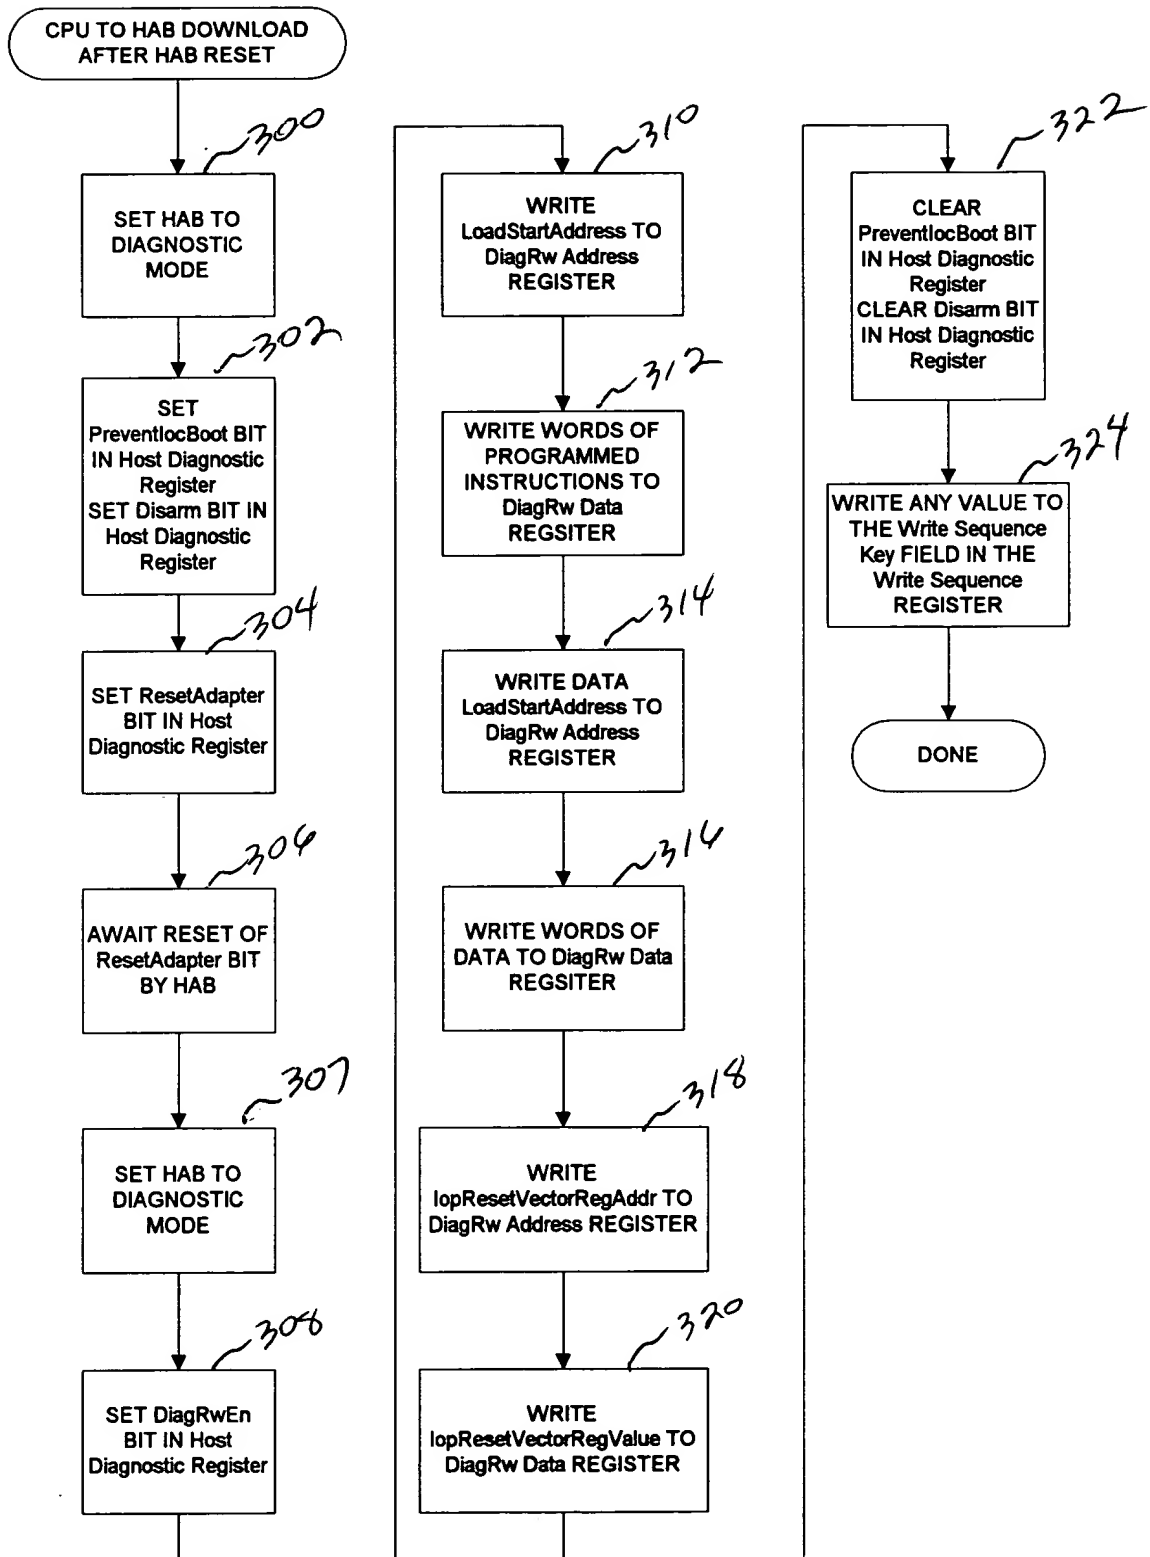 CPU TO HAB DOWNLOAD
AFTER HAB RESET
300
SET HAB TO
DIAGNOSTIC
MODE
302
SET
PreventIocBoot BIT
IN Host Diagnostic
Register
SET Disarm BIT IN
Host Diagnostic
Register
304
SET ResetAdapter
BIT IN Host
Diagnostic Register
306
AWAIT RESET OF
ResetAdapter BIT
BY HAB
307
SET HAB TO
DIAGNOSTIC
MODE
308
SET DiagRwEn
BIT IN Host
Diagnostic Register
310
WRITE
LoadStartAddress TO
DiagRw Address
REGISTER
312
WRITE WORDS OF
PROGRAMMED
INSTRUCTIONS TO
DiagRw Data
REGSITER
314
WRITE DATA
LoadStartAddress TO
DiagRw Address
REGISTER
316
WRITE WORDS OF
DATA TO DiagRw Data
REGSITER
318
WRITE
IopResetVectorRegAddr TO
DiagRw Address REGISTER
320
WRITE
IopResetVectorRegValue TO
DiagRw Data REGISTER
322
CLEAR
PreventIocBoot BIT
IN Host Diagnostic
Register
CLEAR Disarm BIT
IN Host Diagnostic
Register
324
WRITE ANY VALUE TO
THE Write Sequence
Key FIELD IN THE
Write Sequence
REGISTER
DONE